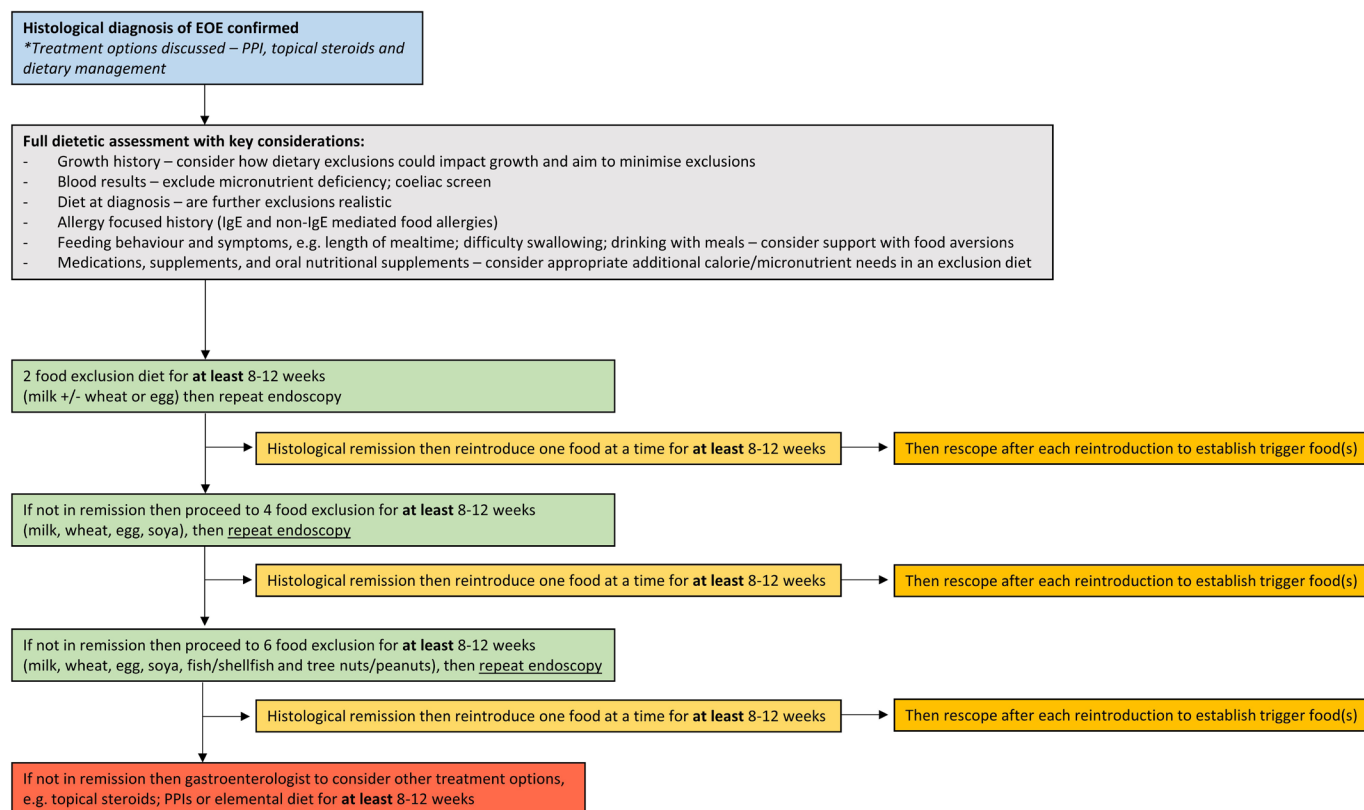 Histological diagnosis of EOE confirmed
*Treatment options discussed – PPI, topical steroids and
dietary management
Full dietetic assessment with key considerations:
- Growth history – consider how dietary exclusions could impact growth and aim to minimise exclusions
- Blood results – exclude micronutrient deficiency; coeliac screen
- Diet at diagnosis – are further exclusions realistic
- Allergy focused history (IgE and non-IgE mediated food allergies)
- Feeding behaviour and symptoms, e.g. length of mealtime; difficulty swallowing; drinking with meals – consider support with food aversions
- Medications, supplements, and oral nutritional supplements – consider appropriate additional calorie/micronutrient needs in an exclusion diet
2 food exclusion diet for at least 8-12 weeks
(milk +/- wheat or egg) then repeat endoscopy
Histological remission then reintroduce one food at a time for at least 8-12 weeks
Then rescope after each reintroduction to establish trigger food(s)
If not in remission then proceed to 4 food exclusion for at least 8-12 weeks
(milk, wheat, egg, soya), then repeat endoscopy
Histological remission then reintroduce one food at a time for at least 8-12 weeks
Then rescope after each reintroduction to establish trigger food(s)
If not in remission then proceed to 6 food exclusion for at least 8-12 weeks
(milk, wheat, egg, soya, fish/shellfish and tree nuts/peanuts), then repeat endoscopy
Histological remission then reintroduce one food at a time for at least 8-12 weeks
Then rescope after each reintroduction to establish trigger food(s)
If not in remission then gastroenterologist to consider other treatment options,
e.g. topical steroids; PPIs or elemental diet for at least 8-12 weeks